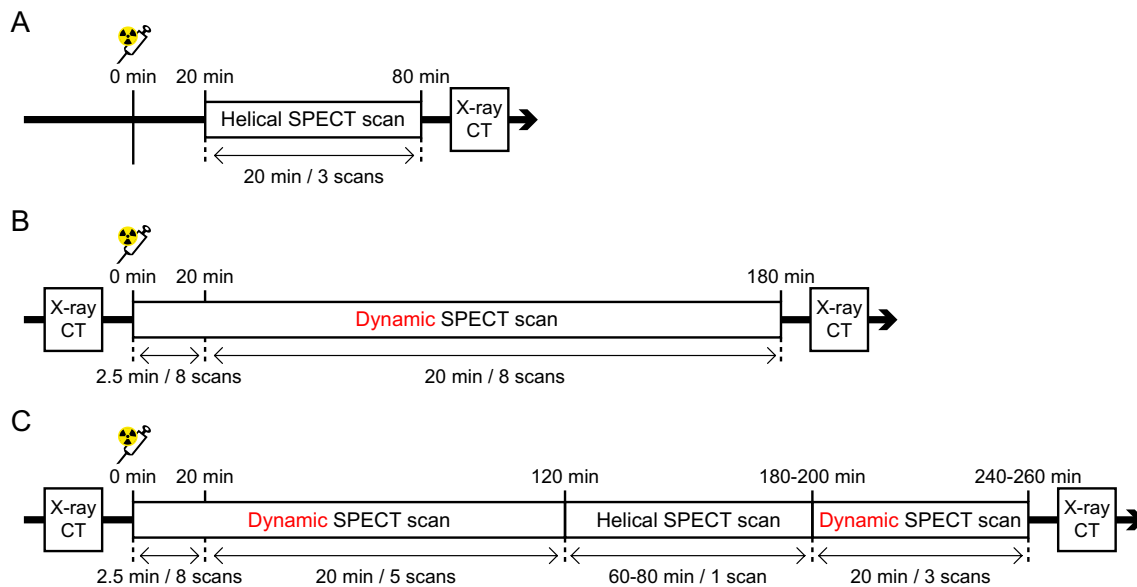 A
0 min 20 min 80 min
Helical SPECT scan
X-ray
CT
20 min / 3 scans
B
0 min 20 min 180 min
X-ray
CT
Dynamic SPECT scan
X-ray
CT
2.5 min / 8 scans 20 min / 8 scans
C
0 min 20 min 120 min 180-200 min 240-260 min
X-ray
CT
Dynamic SPECT scan Helical SPECT scan Dynamic SPECT scan
X-ray
CT
2.5 min / 8 scans 20 min / 5 scans 60-80 min / 1 scan 20 min / 3 scans